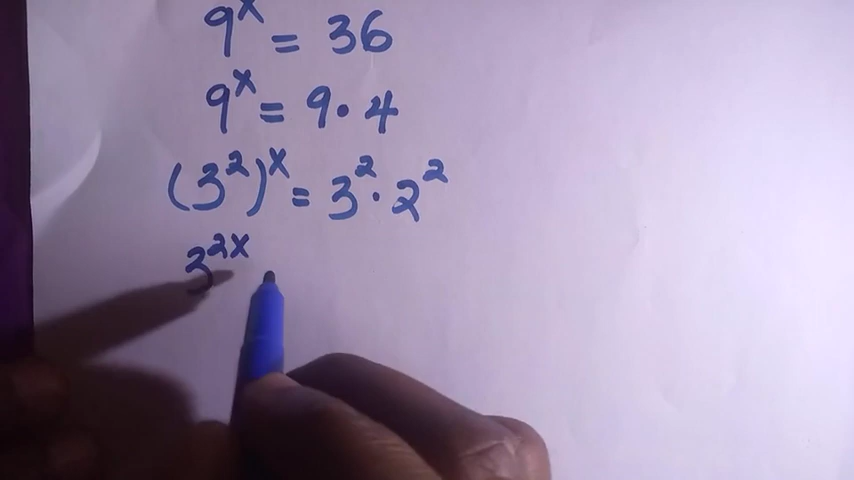 9^x = 36
9^x = 9 · 4
(3^2)^x = 3^2 · 2^2
3^2x